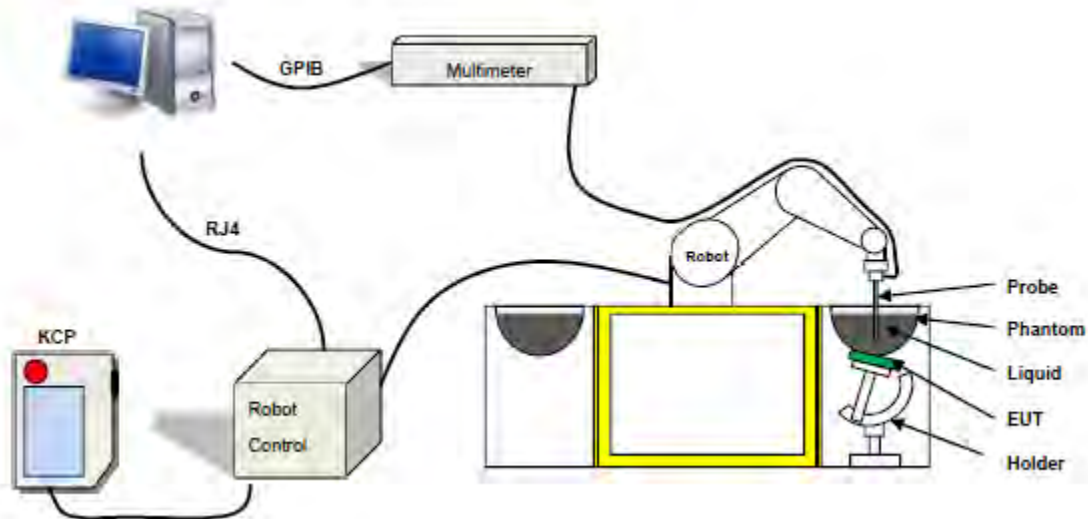 GPIB
Multimeter
RJ4
Robot
KCP
Robot
Control
Probe
Phantom
Liquid
EUT
Holder